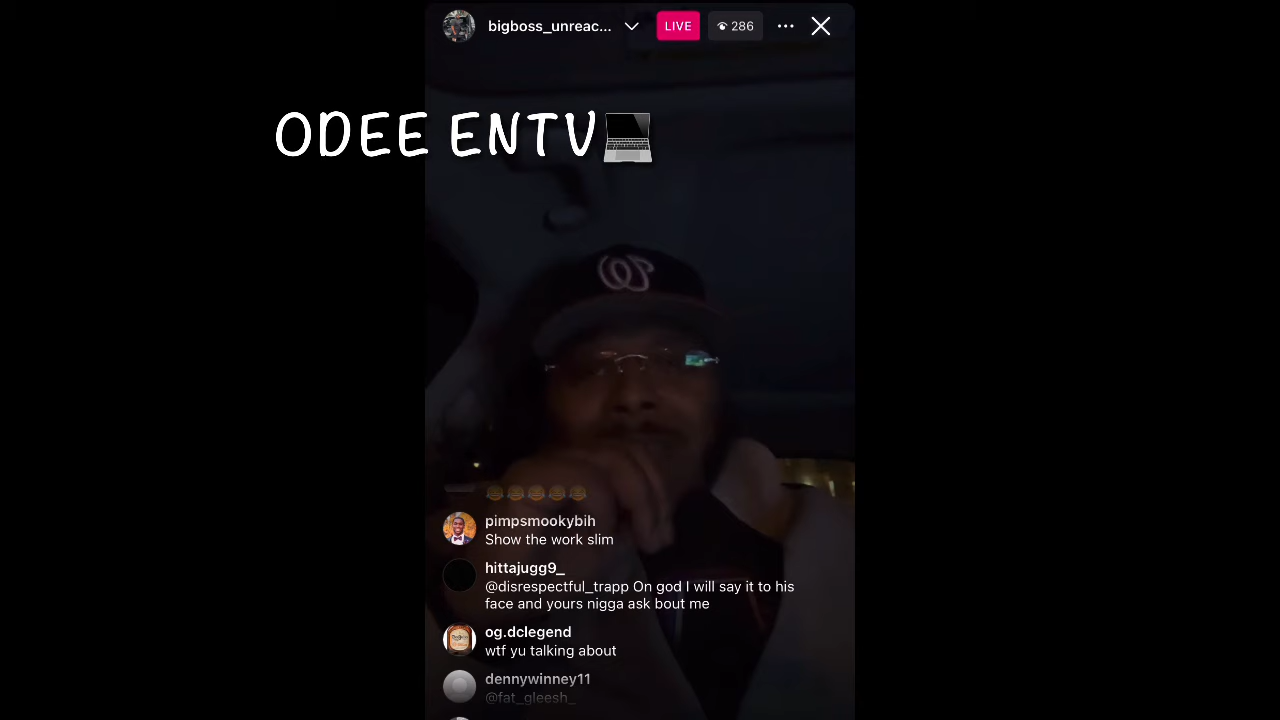 bigboss_unreac...
LIVE
286
ODEE ENTV
W
pimpsmookybih
Show the work slim
hittajugg9_
@disrespectful_trapp On god I will say it to his
face and yours nigga ask bout me
og.dclegend
wtf yu talking about
dennywinney11
@fat_gleesh_